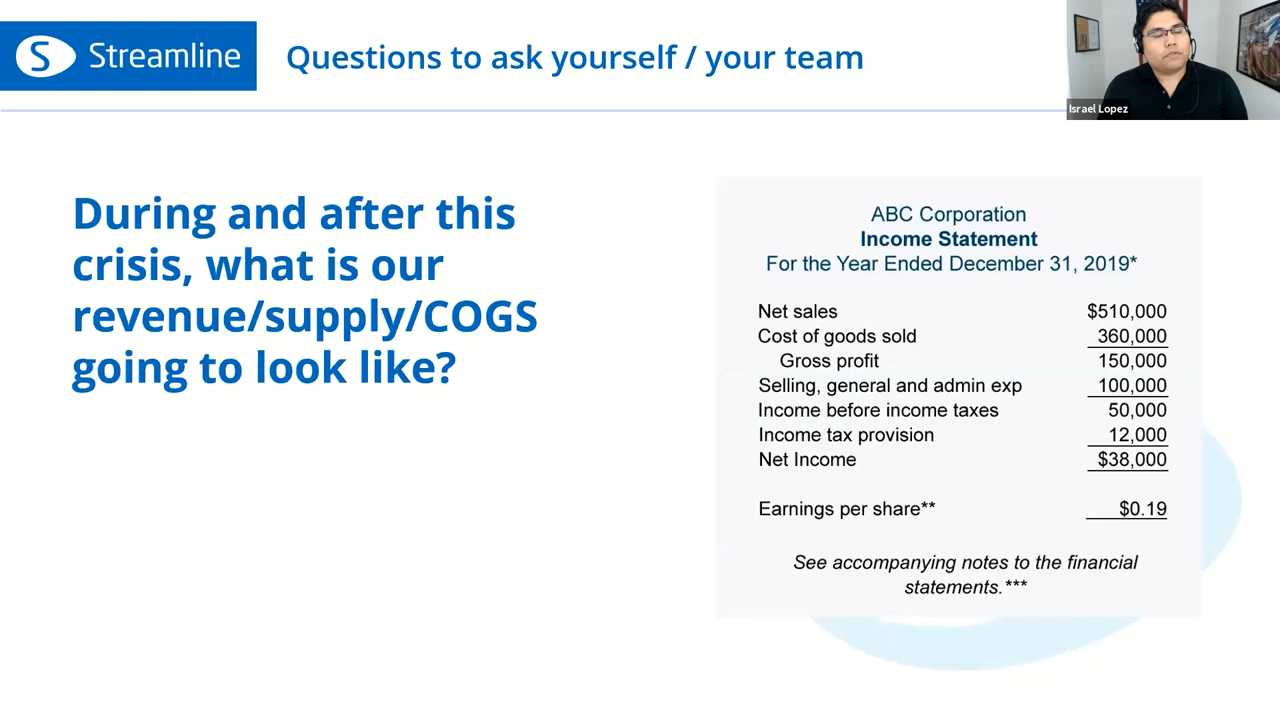 S Streamline
Questions to ask yourself / your team
Israel Lopez
During and after this
crisis, what is our
revenue/supply/COGS
going to look like?
ABC Corporation
Income Statement
For the Year Ended December 31, 2019*
Net sales $510,000
Cost of goods sold 360,000
Gross profit 150,000
Selling, general and admin exp 100,000
Income before income taxes 50,000
Income tax provision 12,000
Net Income $38,000
Earnings per share** $0.19
See accompanying notes to the financial
statements.***